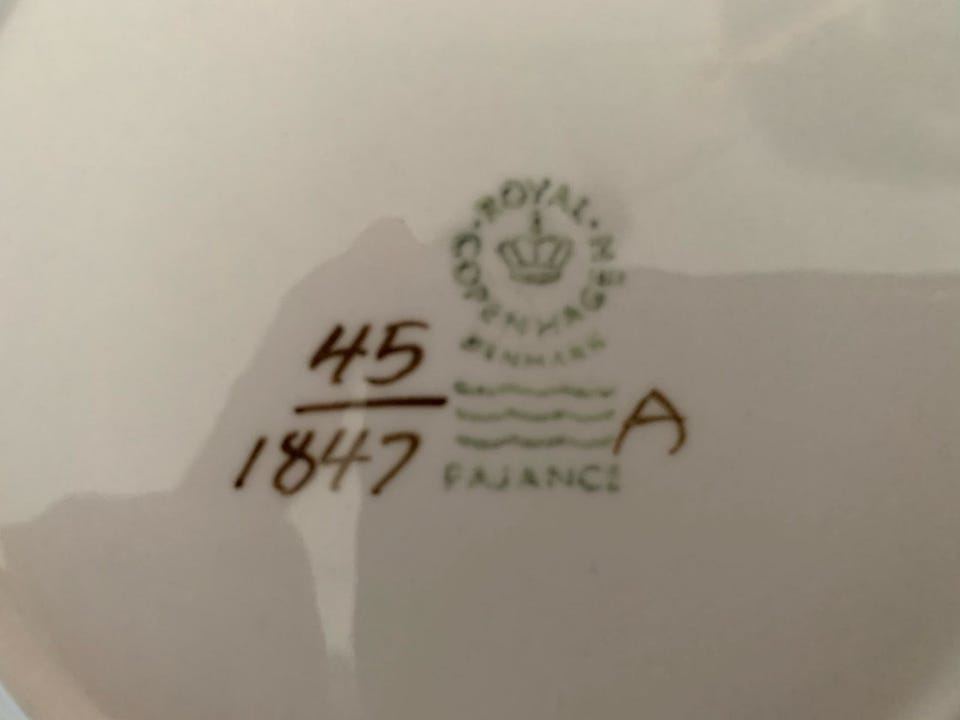 ROYAL
COPENHAGEN
DENMARK
45
1847
A
FAJANCE